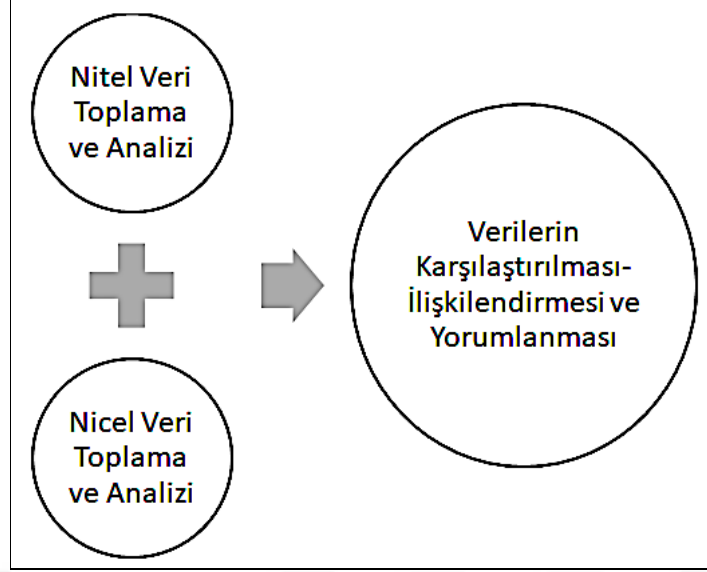 Nitel Veri
Toplama
ve Analizi
Nicel Veri
Toplama
ve Analizi
Verilerin
Karşılaştırılması-
İlişkilendirmesi ve
Yorumlanması